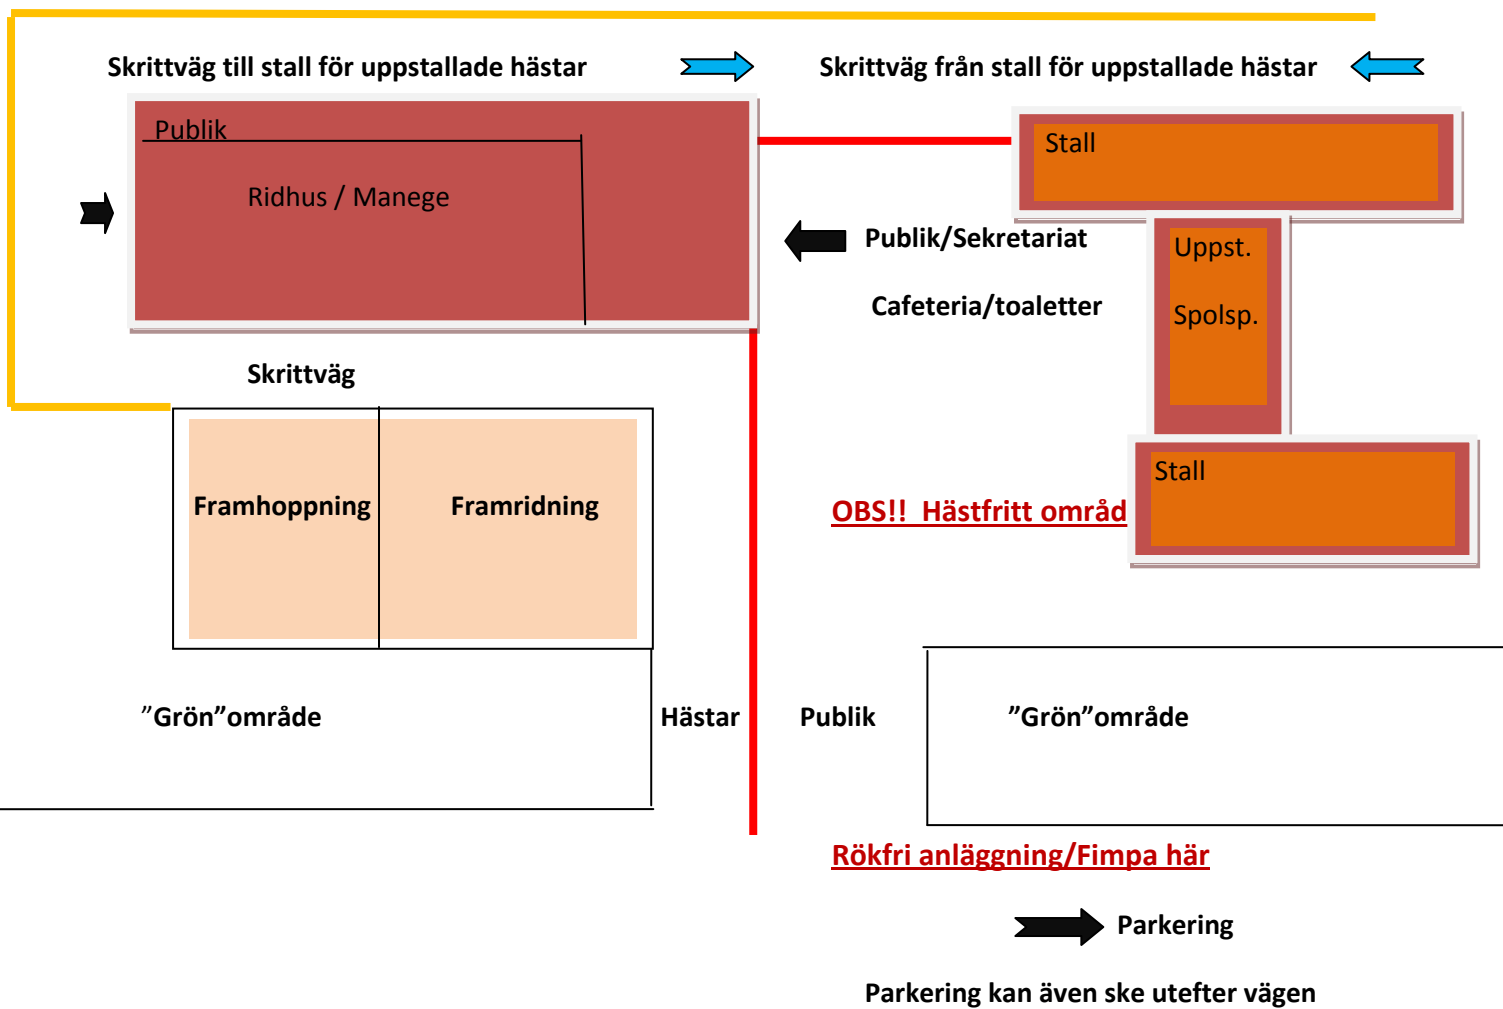 Skrittväg till stall för uppstallade hästar
Skrittväg från stall för uppstallade hästar
Publik
Stall
Ridhus / Manege
Publik/Sekretariat
Uppst.
Cafeteria/toaletter
Spolsp.
Skrittväg
Stall
Framhoppning
Framridning
OBS!! Hästfritt områd
”Grön”område
Hästar
Publik
”Grön”område
Rökfri anläggning/Fimpa här
Parkering
Parkering kan även ske utefter vägen